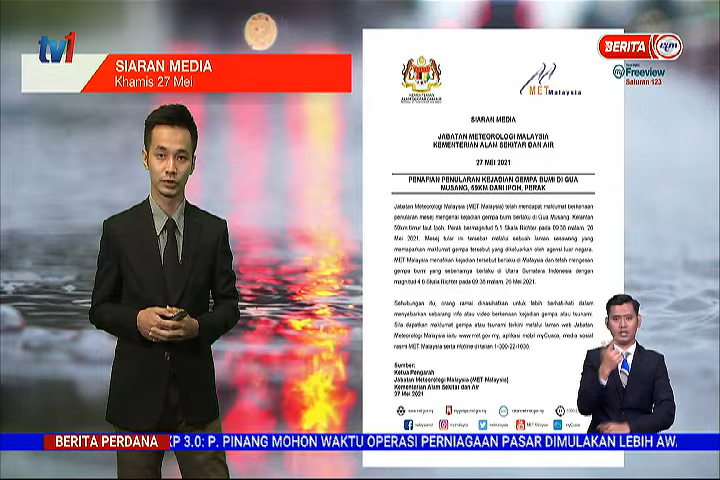 tv1
SIARAN MEDIA
Khamis 27 Mei
BERITA
Freeview
Saluran 123
MET Malaysia
SIARAN MEDIA
JABATAN METEOROLOGI MALAYSIA
KEMENTERIAN ALAM SEKITAR DAN AIR
27 MEI 2021
PENAFIAN PENULARAN KEJADIAN GEMPA BUMI DI GUA
MUSANG, 59KM DARI IPOH, PERAK
Jabatan Meteorologi Malaysia (MET Malaysia) telah mendapat maklumat berkenaan
penularan mesej mengenai kejadian gempa bumi berlaku di Gua Musang, Kelantan
59km timur laut Ipoh, Perak bermagnitud 5.1 Skala Richter pada 09:38 malam, 26
Mei 2021. Mesej tular ini tersebar melalui sebuah laman sesawang yang
memaparkan maklumat gempa tersebut yang dikeluarkan oleh agensi luar negara.
MET Malaysia menafikan kejadian tersebut berlaku dan telah mengesan
gempa bumi yang sebenarnya berlaku di Utara Sumatera Indonesia dengan
magnitud 4.6 Skala Richter pada 09:38 malam, 26 Mei 2021.
Sehubungan itu, orang ramai dinasihatkan untuk lebih berhati-hati dalam
menyebarkan sebarang info atau video berkenaan kejadian gempa atau tsunami.
Sila dapatkan maklumat gempa atau tsunami terkini melalui laman web Jabatan
Meteorologi Malaysia iaitu www.met.gov.my, aplikasi mobil myCuaca, media sosial
rasmi MET Malaysia serta Hotline di talian 1-300-22-1638.
Sumber:
Ketua Pengarah
Jabatan Meteorologi Malaysia (MET Malaysia)
Kementerian Alam Sekitar dan Air
27 Mei 2021
www.met.gov.my
BERITA PERDANA
KP 3.0: P. PINANG MOHON WAKTU OPERASI PERNIAGAAN PASAR DIMULAKAN LEBIH AW